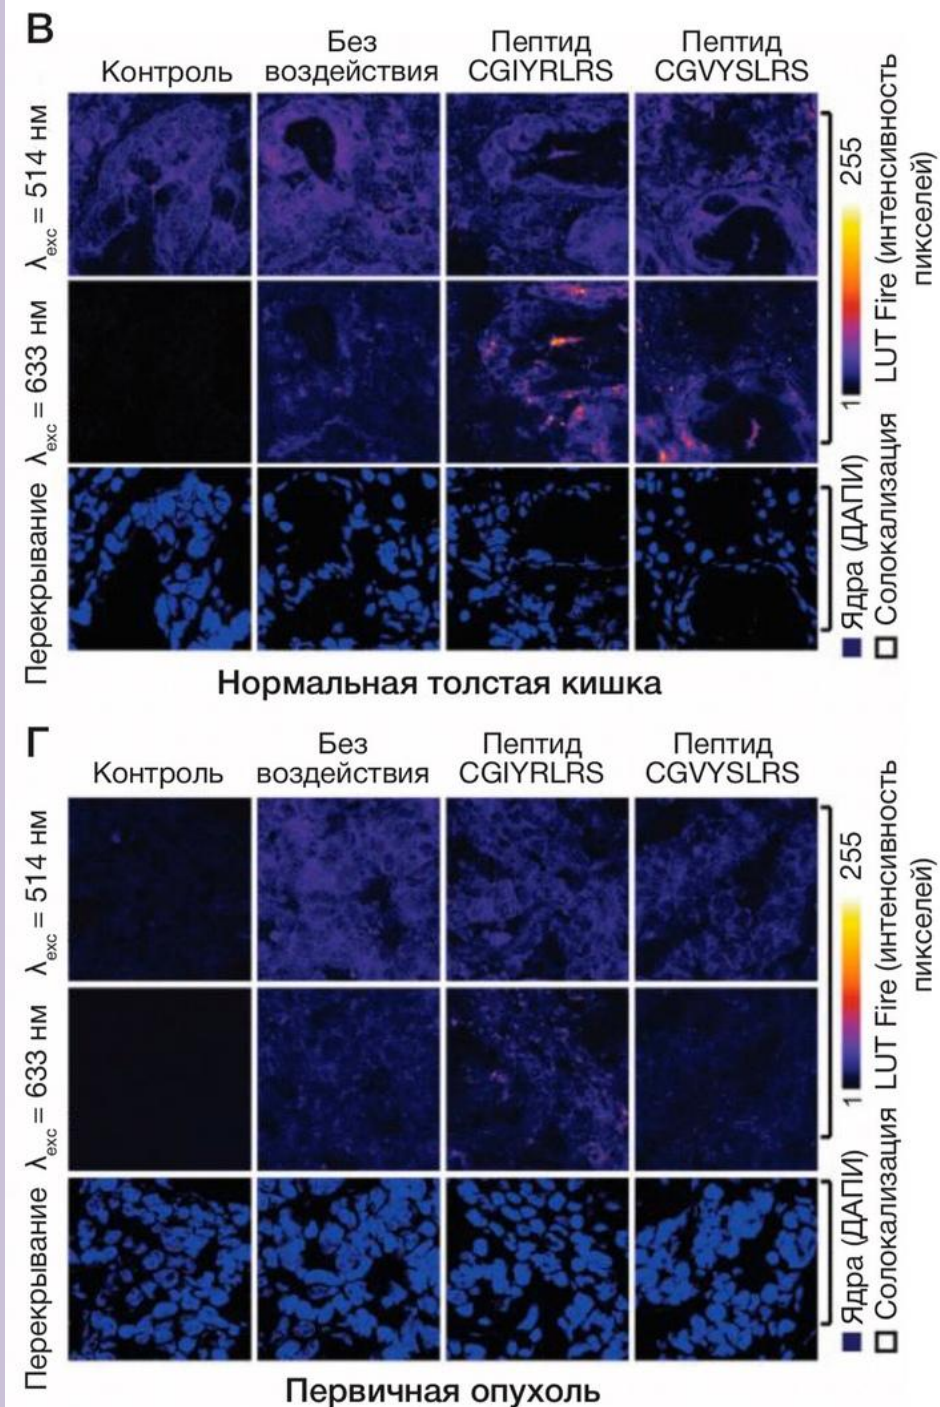 В
Контроль
Без
воздействия
Пептид
CGIYRLRS
Пептид
CGVYSLRS
λexc = 514 нм
λexc = 633 нм
Перекрывание
255
1
LUT Fire (интенсивность
пикселей)
Ядра (ДАПИ)
Солокализация
Нормальная толстая кишка
Г
Контроль
Без
воздействия
Пептид
CGIYRLRS
Пептид
CGVYSLRS
λexc = 514 нм
λexc = 633 нм
Перекрывание
255
1
LUT Fire (интенсивность
пикселей)
Ядра (ДАПИ)
Солокализация
Первичная опухоль